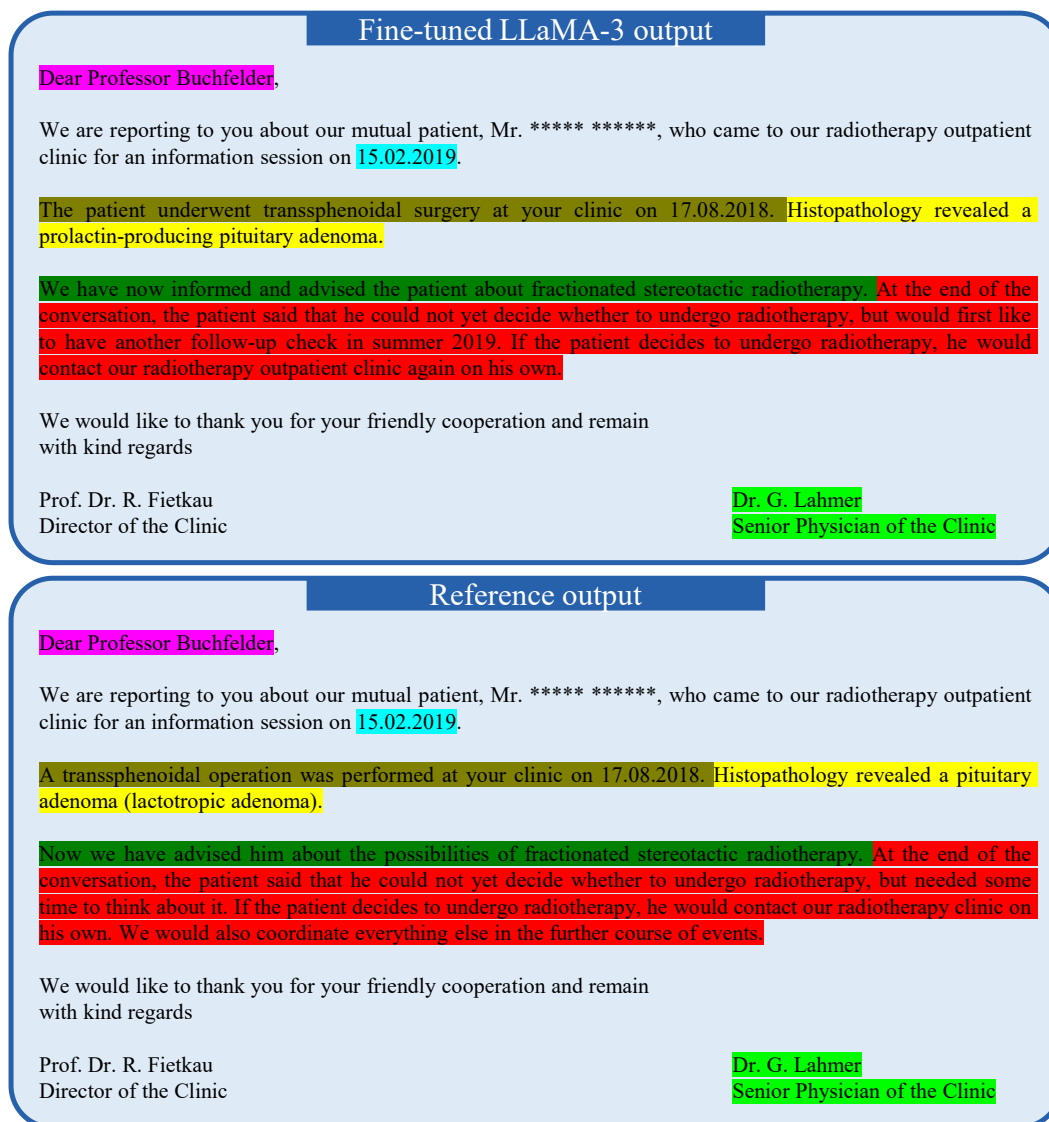 Fine-tuned LLaMA-3 output
Dear Professor Buchfelder,
We are reporting to you about our mutual patient, Mr. ***** ******, who came to our radiotherapy outpatient
clinic for an information session on 15.02.2019.
The patient underwent transsphenoidal surgery at your clinic on 17.08.2018. Histopathology revealed a
prolactin-producing pituitary adenoma.
We have now informed and advised the patient about fractionated stereotactic radiotherapy. At the end of the
conversation, the patient said that he could not yet decide whether to undergo radiotherapy, but would first like
to have another follow-up check in summer 2019. If the patient decides to undergo radiotherapy, he would
contact our radiotherapy outpatient clinic again on his own.
We would like to thank you for your friendly cooperation and remain
with kind regards
Prof. Dr. R. Fietkau Dr. G. Lahmer
Director of the Clinic Senior Physician of the Clinic
Reference output
Dear Professor Buchfelder,
We are reporting to you about our mutual patient, Mr. ***** ******, who came to our radiotherapy outpatient
clinic for an information session on 15.02.2019.
A transsphenoidal operation was performed at your clinic on 17.08.2018. Histopathology revealed a pituitary
adenoma (lactotropic adenoma).
Now we have advised him about the possibilities of fractionated stereotactic radiotherapy. At the end of the
conversation, the patient said that he could not yet decide whether to undergo radiotherapy, but needed some
time to think about it. If the patient decides to undergo radiotherapy, he would contact our radiotherapy clinic on
his own. We would also coordinate everything else in the further course of events.
We would like to thank you for your friendly cooperation and remain
with kind regards
Prof. Dr. R. Fietkau Dr. G. Lahmer
Director of the Clinic Senior Physician of the Clinic